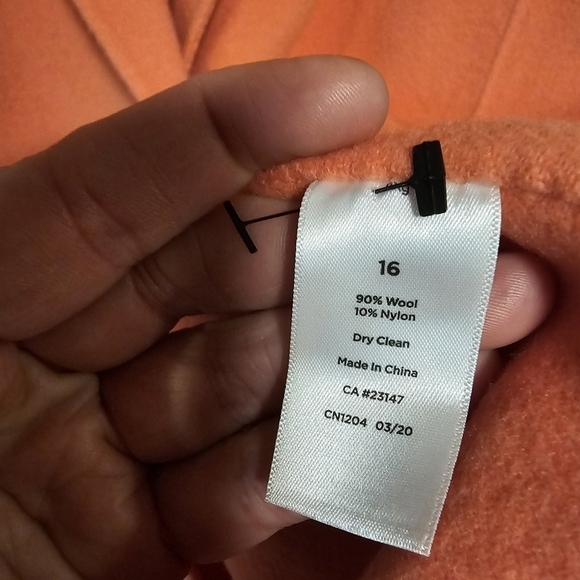 16
90% Wool
10% Nylon
Dry Clean
Made In China
CA #23147
CN1204 03/20